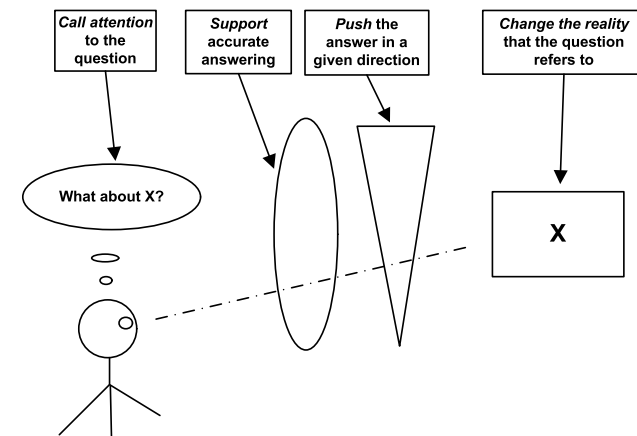 Call attention
to the
question
Support
accurate
answering
Push the
answer in a
given direction
Change the reality
that the question
refers to
What about X?
X